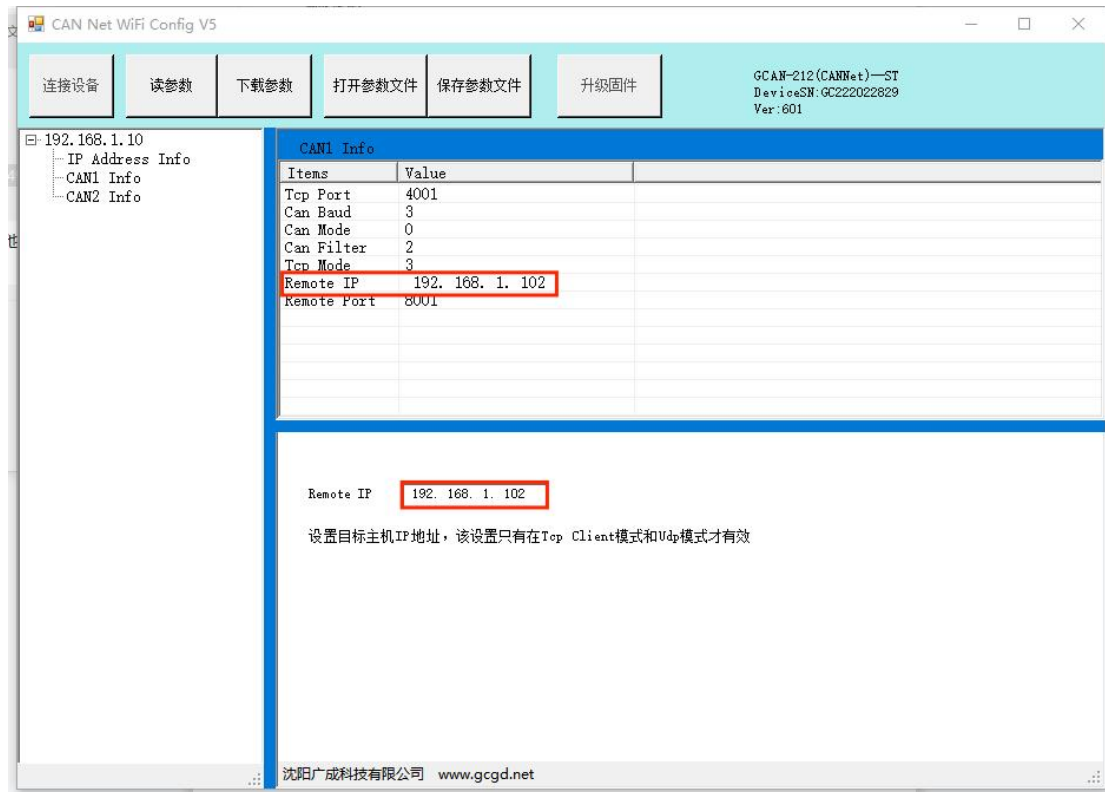 CAN Net WiFi Config V5
连接设备 读参数 下载参数 打开参数文件 保存参数文件 升级固件
GCAN-212(CANNet)—ST
DeviceSN:GC222022829
Ver:601
192.168.1.10
IP Address Info
CAN1 Info
CAN2 Info
CAN1 Info
Items Value
Tcp Port 4001
Can Baud 3
Can Mode 0
Can Filter 2
Tcp Mode 3
Remote IP 192. 168. 1. 102
Remote Port 8001
Remote IP 192. 168. 1. 102
设置目标主机IP地址，该设置只有在Tcp Client模式和Udp模式才有效
沈阳广成科技有限公司 www.gcgd.net